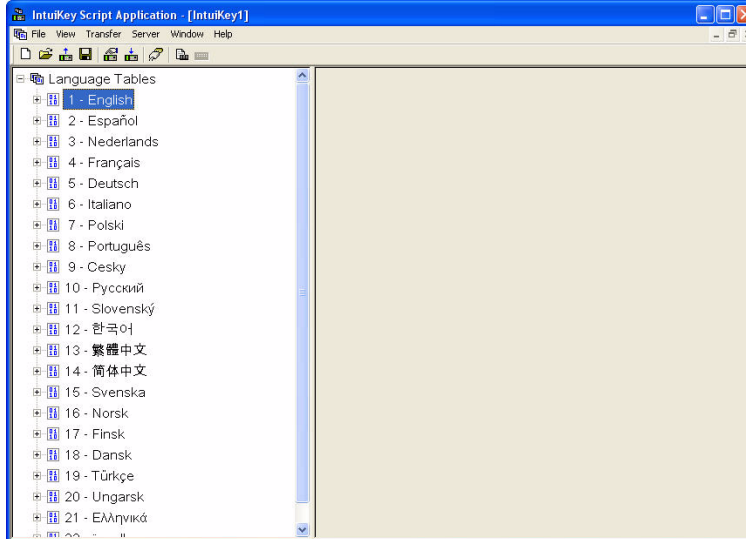 IntuiKey Script Application - [IntuiKey1]
File View Transfer Server Window Help
Language Tables
1 - English
2 - Español
3 - Nederlands
4 - Français
5 - Deutsch
6 - Italiano
7 - Polski
8 - Português
9 - Cesky
10 - Русский
11 - Slovenský
12 - 한국어
13 - 繁體中文
14 - 简体中文
15 - Svenska
16 - Norsk
17 - Finsk
18 - Dansk
19 - Türkçe
20 - Ungarsk
21 - Ελληνικά